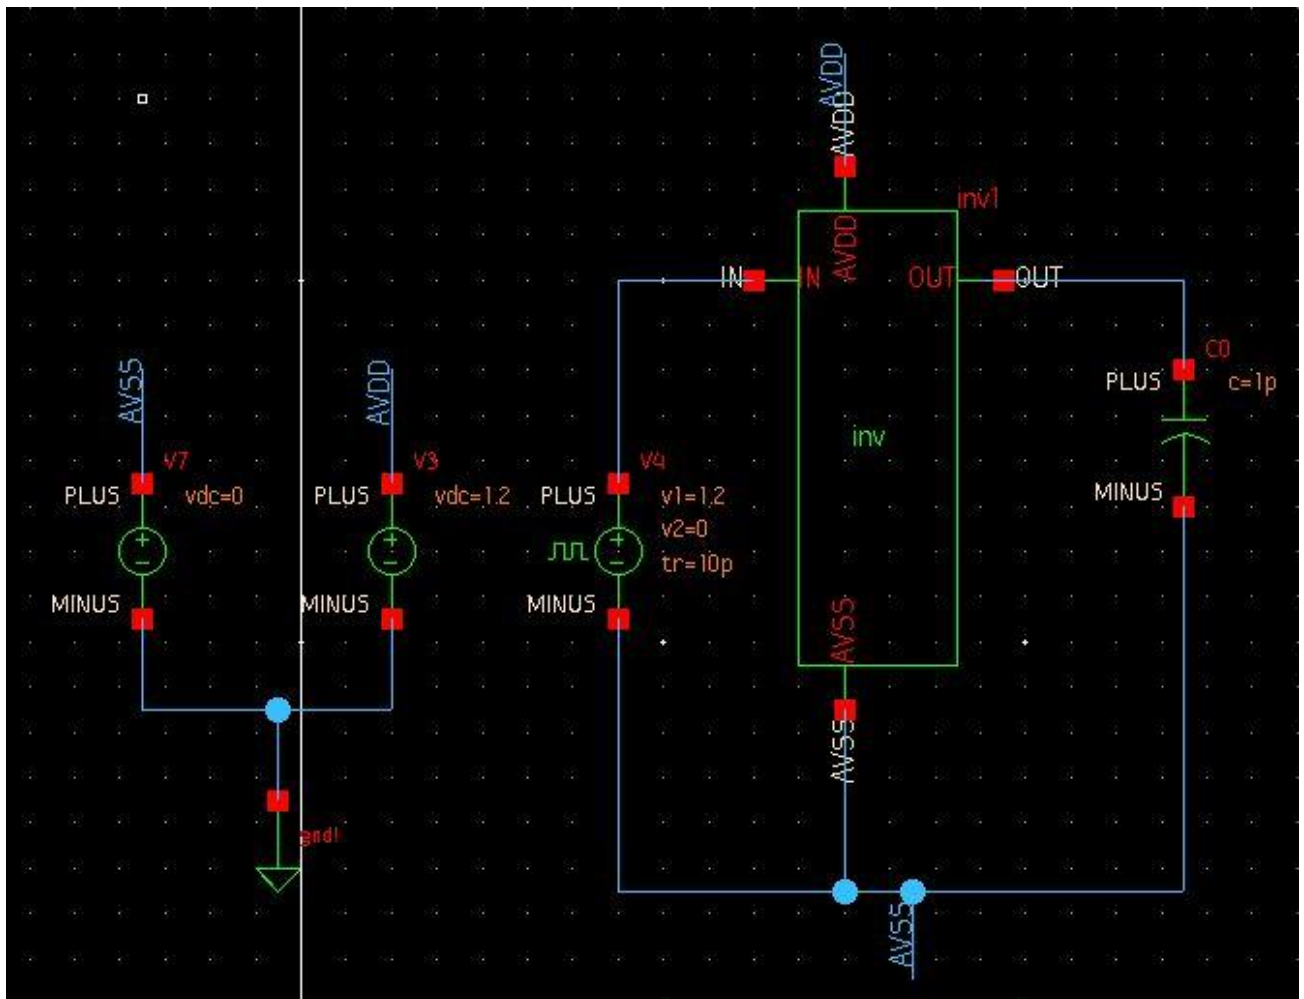 AVDD
AVDD
inv1
AVDD
IN
IN
OUT
OUT
AVSS
AVDD
C0
PLUS
c=1p
inv
V7
V3
V4
PLUS
vdc=0
PLUS
vdc=1.2
PLUS
v1=1.2
MINUS
v2=0
tr=10p
MINUS
MINUS
MINUS
AVSS
AVSS
gnd!
AVSS